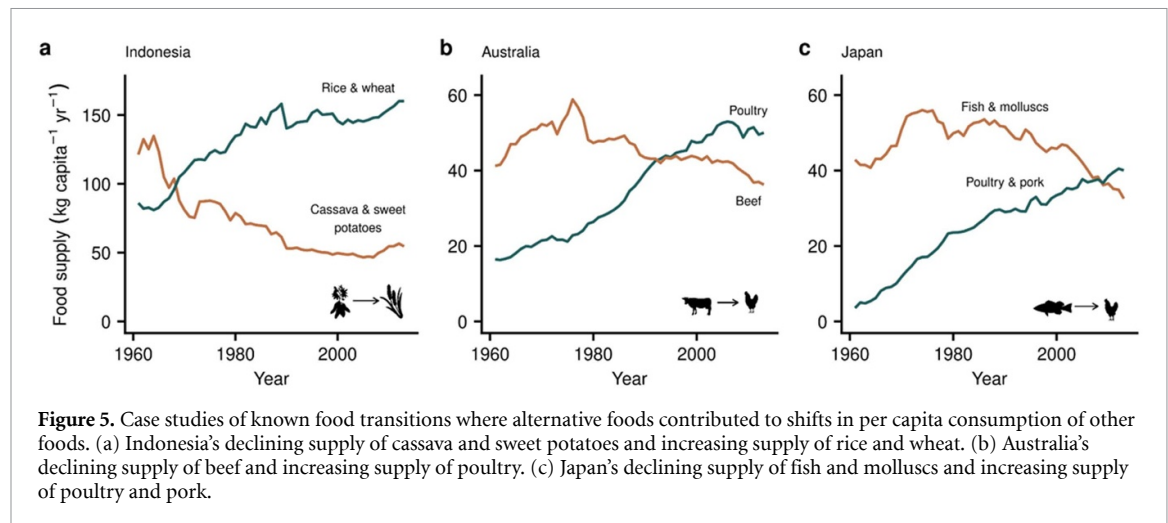 a Indonesia
Food supply (kg capita⁻¹ yr⁻¹)
150
100
50
0
Rice & wheat
Cassava & sweet
potatoes
1960 1980 2000
Year
b Australia
60
40
20
0
Poultry
Beef
1960 1980 2000
Year
c Japan
60
40
20
0
Fish & molluscs
Poultry & pork
1960 1980 2000
Year
Figure 5. Case studies of known food transitions where alternative foods contributed to shifts in per capita consumption of other
foods. (a) Indonesia’s declining supply of cassava and sweet potatoes and increasing supply of rice and wheat. (b) Australia’s
declining supply of beef and increasing supply of poultry. (c) Japan’s declining supply of fish and molluscs and increasing supply
of poultry and pork.